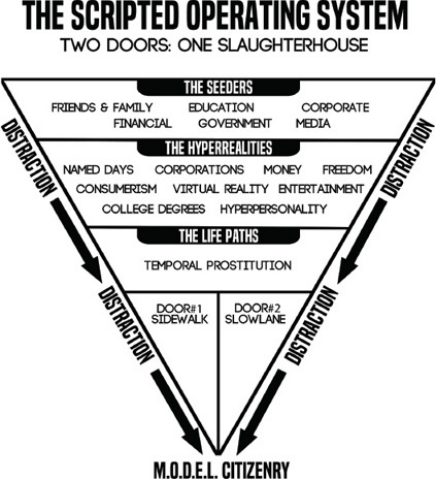 THE SCRIPTED OPERATING SYSTEM
TWO DOORS: ONE SLAUGHTERHOUSE
THE SEEDERS
FRIENDS & FAMILY EDUCATION CORPORATE
FINANCIAL GOVERNMENT MEDIA
THE HYPERREALITIES
NAMED DAYS CORPORATIONS MONEY FREEDOM
CONSUMERISM VIRTUAL REALITY ENTERTAINMENT
COLLEGE DEGREES HYPERPERSONALITY
THE LIFE PATHS
TEMPORAL PROSTITUTION
DISTRACTION
DISTRACTION
DOOR#1
SIDEWALK
DOOR#2
SLOWLANE
DISTRACTION
DISTRACTION
M.O.D.E.L. CITIZENRY